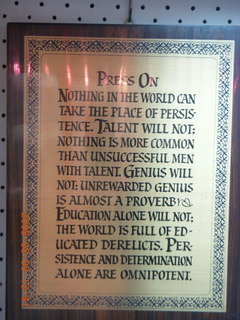 PRESS ON
NOTHING IN THE WORLD CAN
TAKE THE PLACE OF PERSIS-
TENCE. TALENT WILL NOT;
NOTHING IS MORE COMMON
THAN UNSUCCESSFUL MEN
WITH TALENT. GENIUS WILL
NOT; UNREWARDED GENIUS
IS ALMOST A PROVERB
EDUCATION ALONE WILL NOT;
THE WORLD IS FULL OF ED-
UCATED DERELICTS. PER-
SISTENCE AND DETERMINATION
ALONE ARE OMNIPOTENT.